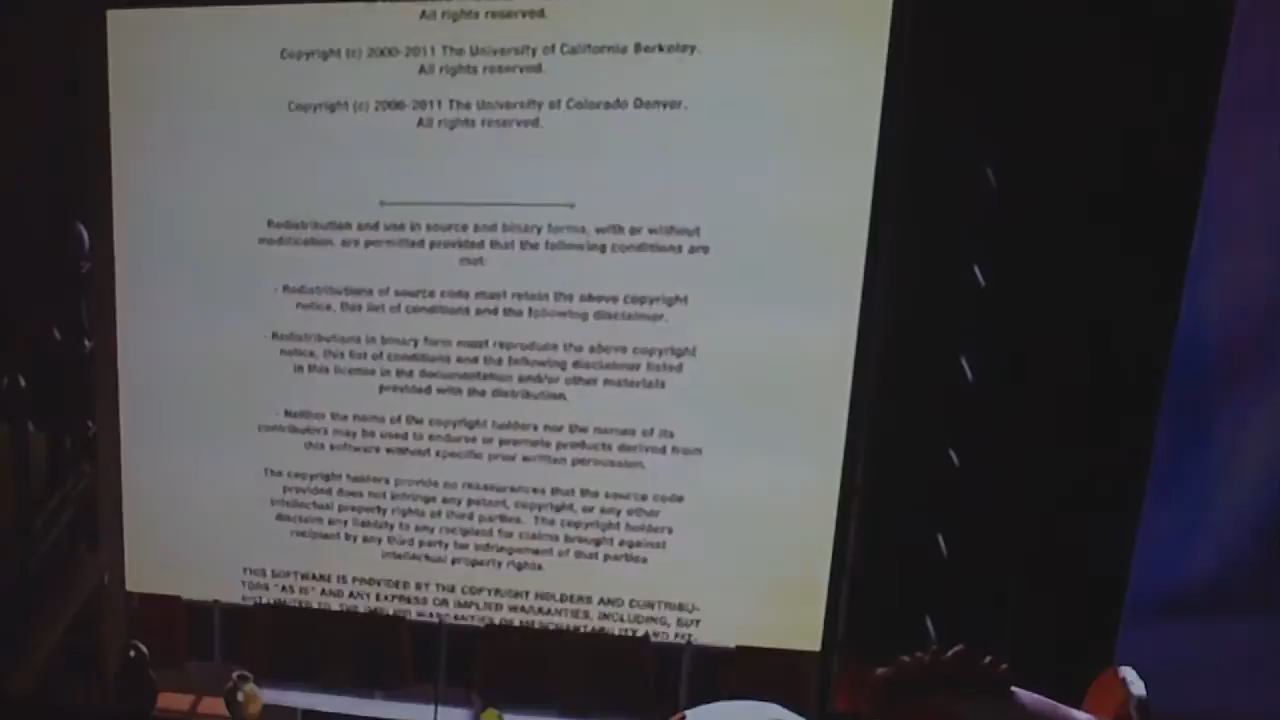 All rights reserved.
Copyright (c) 2000-2011 The University of California Berkeley.
All rights reserved.
Copyright (c) 2006-2011 The University of Colorado Denver.
All rights reserved.
Redistribution and use in source and binary forms, with or without
modification, are permitted provided that the following conditions are
met:
- Redistributions of source code must retain the above copyright
notice, this list of conditions and the following disclaimer.
- Redistributions in binary form must reproduce the above copyright
notice, this list of conditions and the following disclaimer listed
in this license in the documentation and/or other materials
provided with the distribution.
- Neither the name of the copyright holders nor the names of its
contributors may be used to endorse or promote products derived from
this software without specific prior written permission.
The copyright holders provide no reassurances that the source code
provided does not infringe any patent, copyright, or any other
intellectual property rights of third parties. The copyright holders
disclaim any liability to any recipient for claims brought against
recipient by any third party for infringement of that parties
intellectual property rights.
THIS SOFTWARE IS PROVIDED BY THE COPYRIGHT HOLDERS AND CONTRIBU-
TORS "AS IS" AND ANY EXPRESS OR IMPLIED WARRANTIES, INCLUDING, BUT
NOT LIMITED TO, THE IMPLIED WARRANTIES OF MERCHANTABILITY AND FIT-